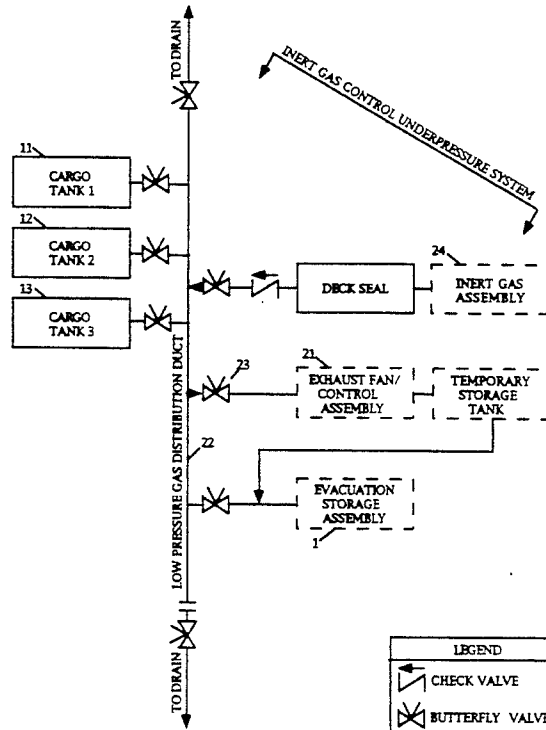 TO DRAIN
INERT GAS CONTROL UNDERPRESSURE SYSTEM
11
CARGO
TANK 1
12
CARGO
TANK 2
13
CARGO
TANK 3
DECK SEAL
24
INERT GAS
ASSEMBLY
23
21
EXHAUST FAN/
CONTROL
ASSEMBLY
TEMPORARY
STORAGE
TANK
LOW PRESSURE GAS DISTRIBUTION DUCT
22
EVACUATION
STORAGE
ASSEMBLY
1
TO DRAIN
LEGEND
CHECK VALVE
BUTTERFLY VALVE